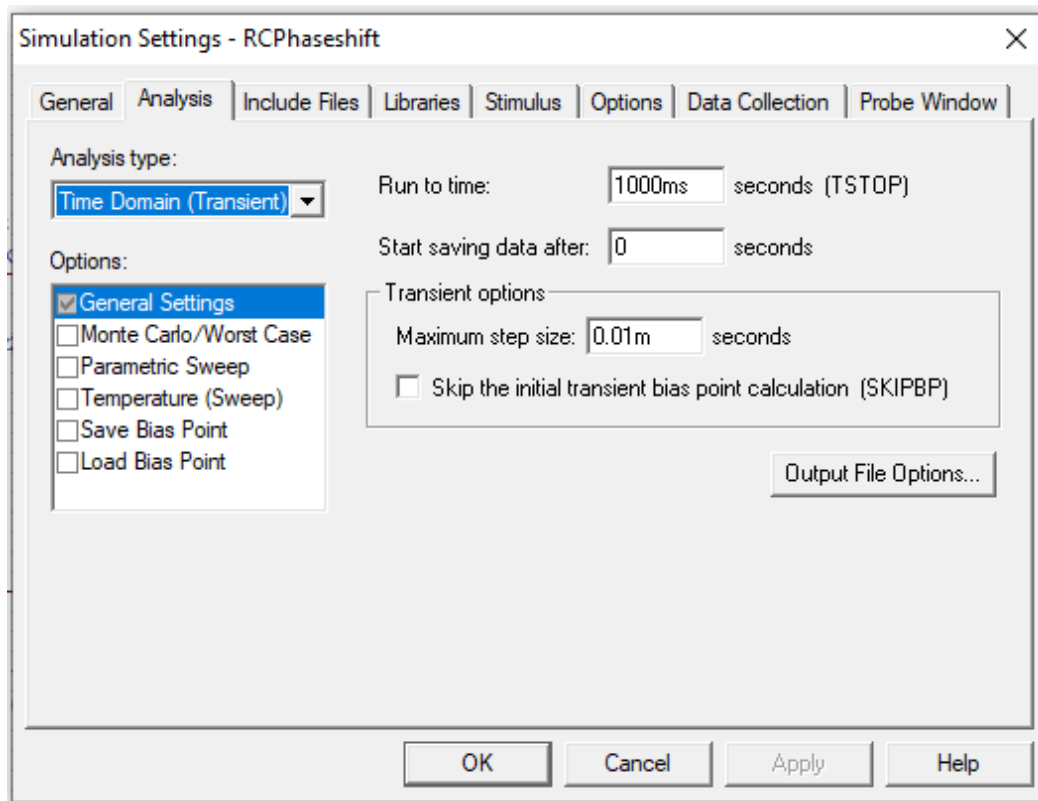 Simulation Settings - RCPhaseshift
General Analysis Include Files Libraries Stimulus Options Data Collection Probe Window
Analysis type:
Time Domain (Transient)
Options:
General Settings
Monte Carlo/Worst Case
Parametric Sweep
Temperature (Sweep)
Save Bias Point
Load Bias Point
Run to time: 1000ms seconds (TSTOP)
Start saving data after: 0 seconds
Transient options
Maximum step size: 0.01m seconds
Skip the initial transient bias point calculation (SKIPBP)
Output File Options...
OK Cancel Apply Help